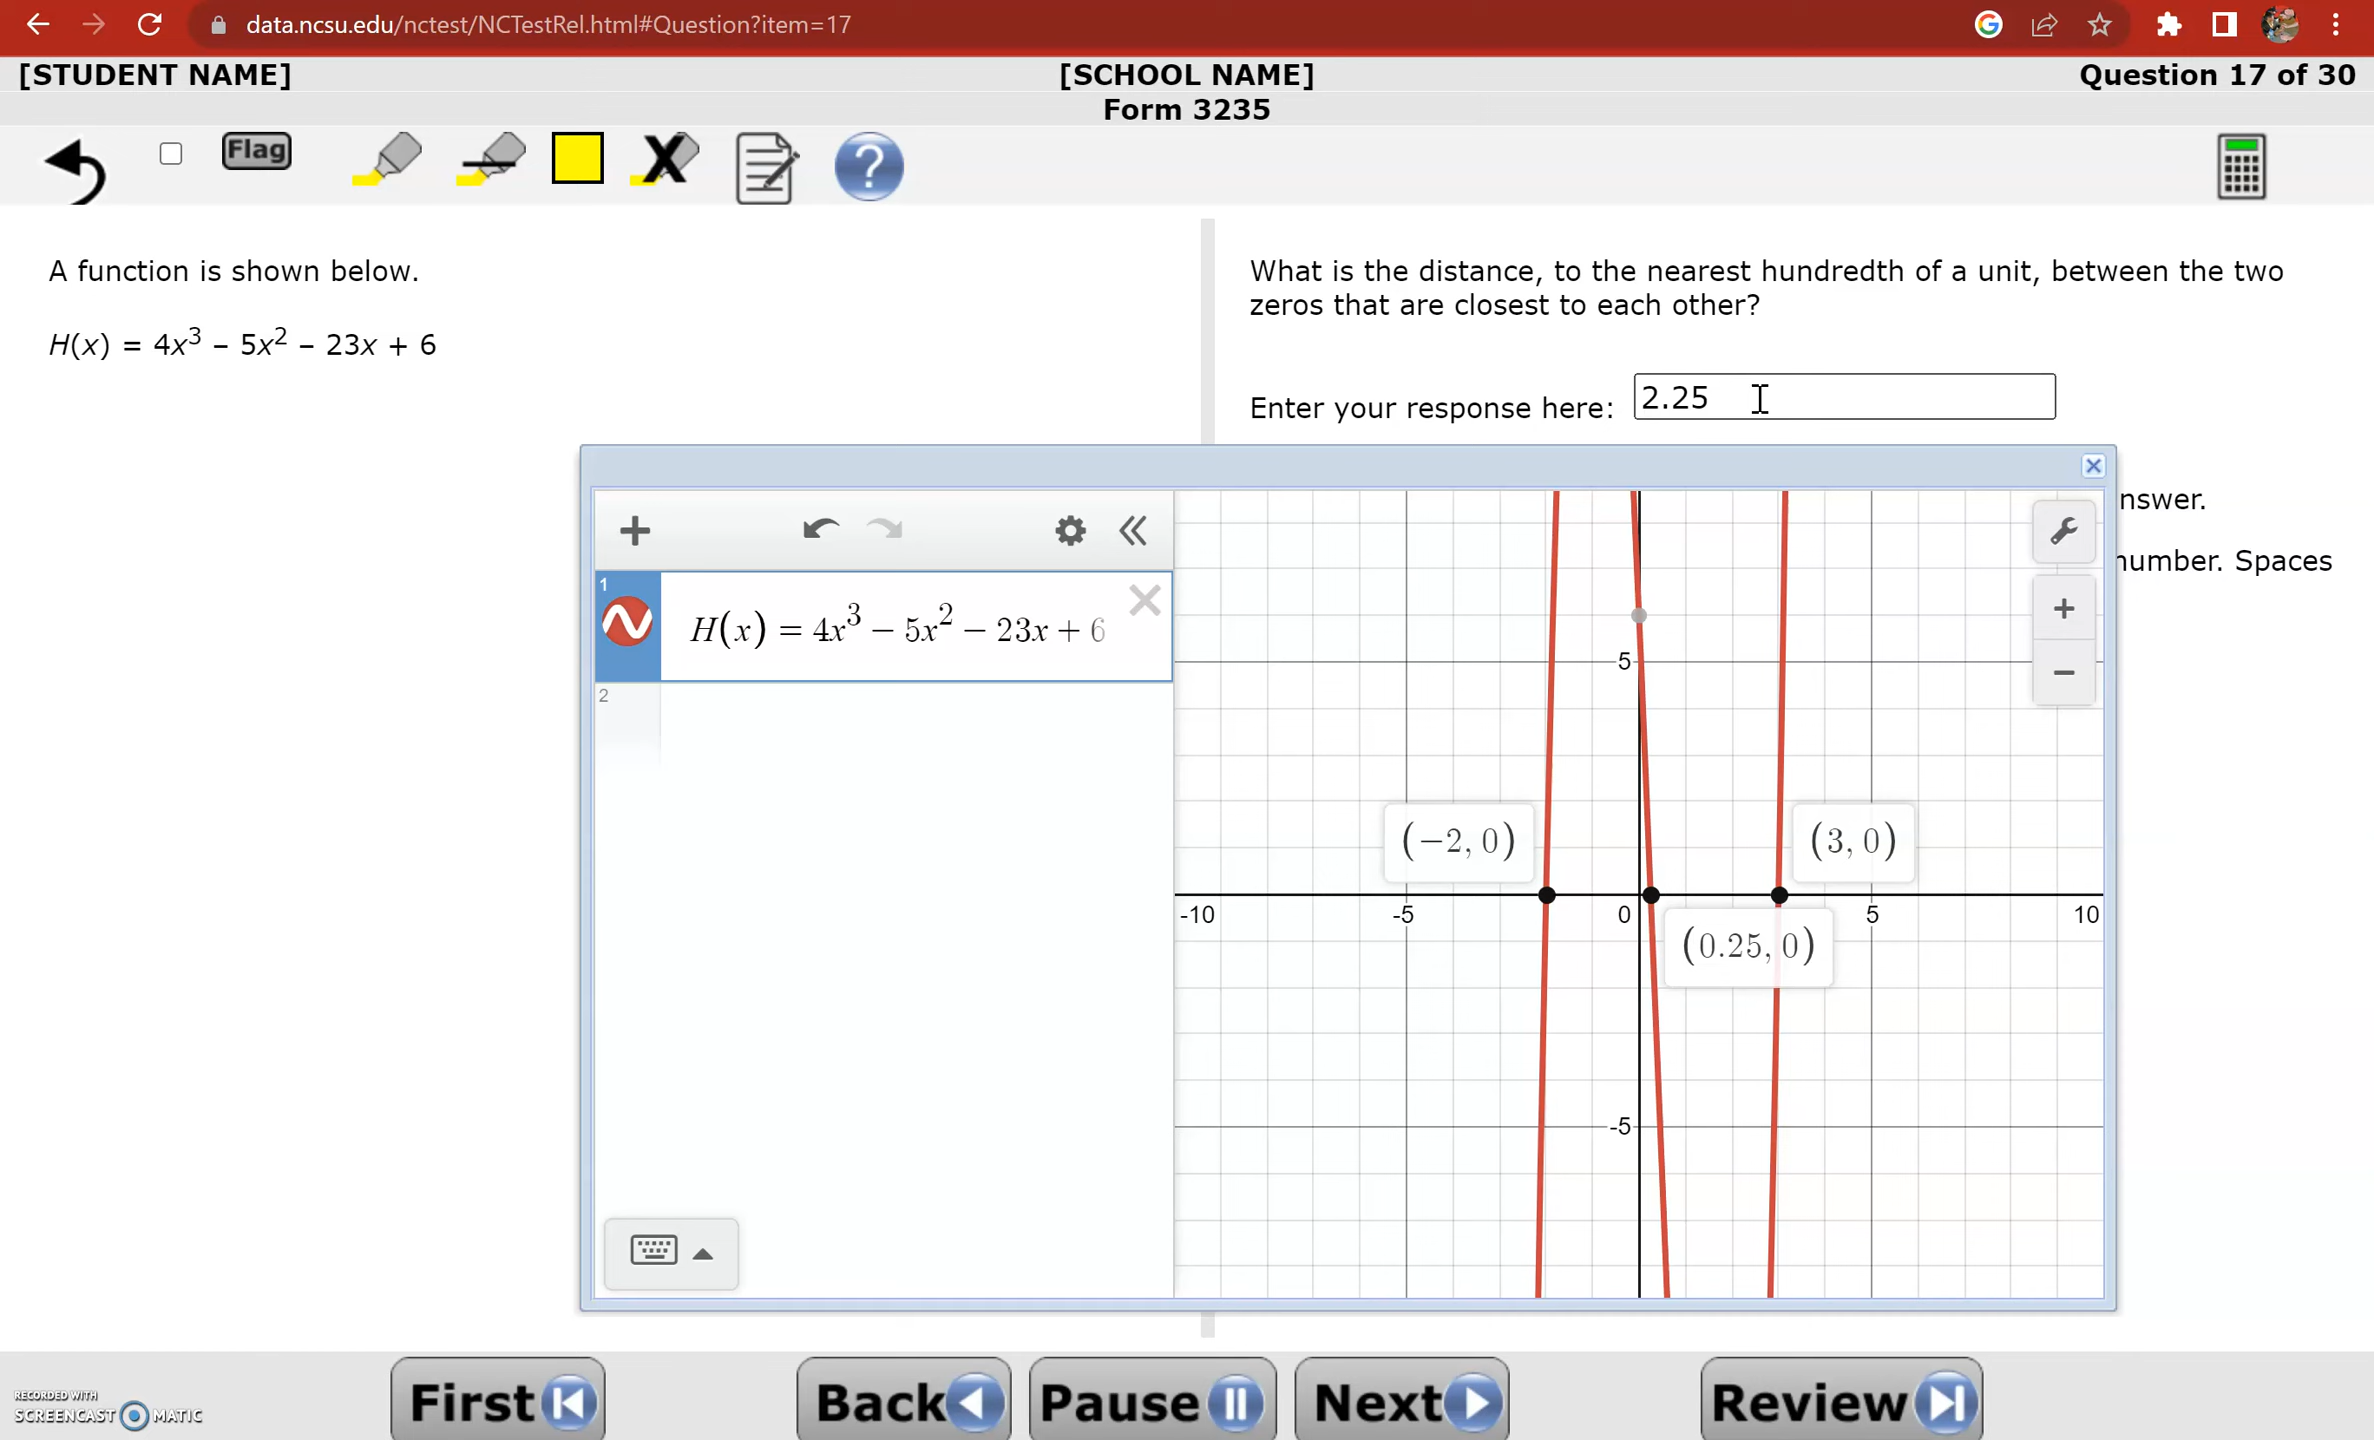 data.ncsu.edu/nctest/NCTestRel.html#Question?item=17
[STUDENT NAME] [SCHOOL NAME] Question 17 of 30
Form 3235
Flag
A function is shown below.
H(x) = 4x³ – 5x² – 23x + 6
What is the distance, to the nearest hundredth of a unit, between the two
zeros that are closest to each other?
Enter your response here: 2.25
nswer.
number. Spaces
1
H(x) = 4x³ − 5x² − 23x + 6
2
5
(−2, 0) (3, 0)
-10 -5 0 5 10
(0.25, 0)
-5
RECORDED WITH
SCREENCAST MATIC
First Back Pause Next Review